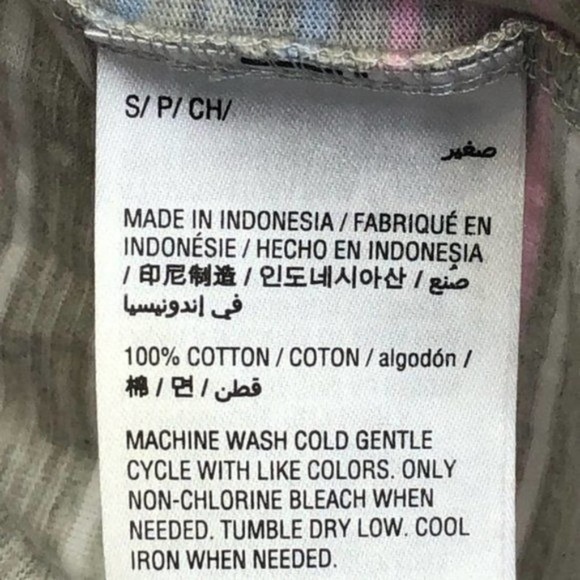 S/ P/ CH/
صغير
MADE IN INDONESIA / FABRIQUÉ EN
INDONÉSIE / HECHO EN INDONESIA
/ 印尼制造 / 인도네시아산 / صُنع
في إندونيسيا
100% COTTON / COTON / algodón /
棉 / 면 / قطن
MACHINE WASH COLD GENTLE
CYCLE WITH LIKE COLORS. ONLY
NON-CHLORINE BLEACH WHEN
NEEDED. TUMBLE DRY LOW. COOL
IRON WHEN NEEDED.